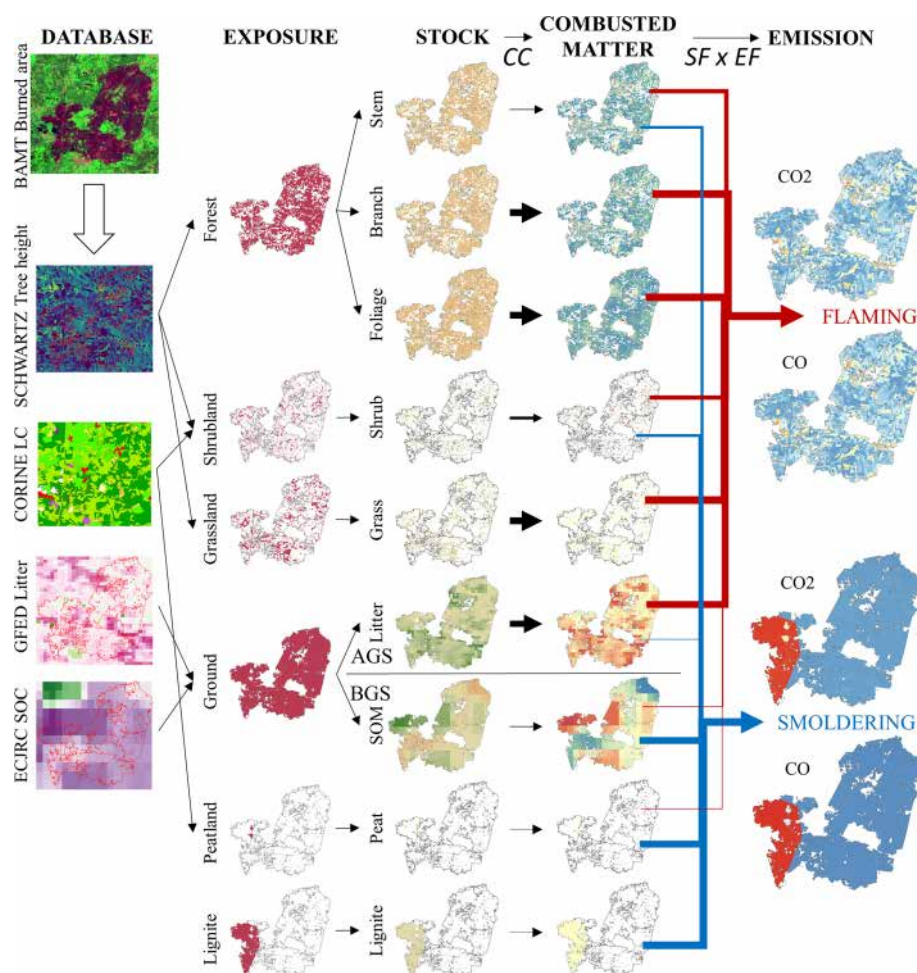 DATABASE
EXPOSURE
STOCK
CC
COMBUSTED
MATTER
SF x EF
EMISSION
BAMT Burned area
SCHWARTZ Tree height
CORINE LC
GFED Litter
ECIRC SOC
Forest
Shrubland
Grassland
Ground
Peatland
Lignite
Stem
Branch
Foliage
Shrub
Grass
Litter
AGS
BGS
SOM
Peat
Lignite
CO2
FLAMING
CO
CO2
SMOLDERING
CO